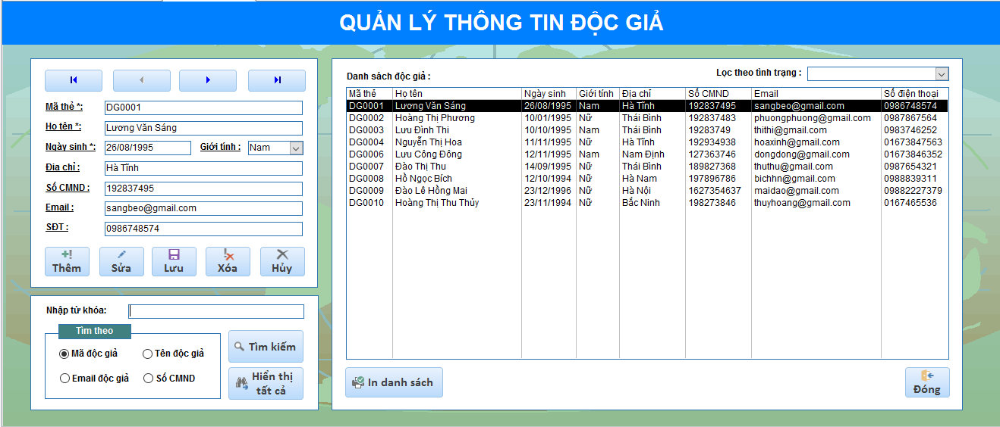 QUẢN LÝ THÔNG TIN ĐỘC GIẢ
Mã thẻ *: DG0001
Họ tên *: Lương Văn Sáng
Ngày sinh *: 26/08/1995 Giới tính : Nam
Địa chỉ : Hà Tĩnh
Số CMND : 192837495
Email : sangbeo@gmail.com
SĐT : 0986748574
Thêm Sửa Lưu Xóa Hủy
Nhập từ khóa:
Tìm theo
Mã độc giả Tên độc giả
Email độc giả Số CMND
Tìm kiếm
Hiển thị
tất cả
Danh sách độc giả : Lọc theo tình trạng :
Mã thẻ Họ tên Ngày sinh Giới tính Địa chỉ Số CMND Email Số điện thoại
DG0001 Lương Văn Sáng 26/08/1995 Nam Hà Tĩnh 192837495 sangbeo@gmail.com 0986748574
DG0002 Hoàng Thị Phương 10/01/1995 Nữ Thái Bình 192837483 phuongphuong@gmail.com 0987867564
DG0003 Lưu Đình Thi 10/10/1995 Nam Thái Bình 19283749 thithi@gmail.com 0983746252
DG0004 Nguyễn Thị Hoa 11/11/1995 Nữ Hà Tĩnh 192934938 hoaxinh@gmail.com 01673847563
DG0006 Lưu Công Đông 12/11/1995 Nam Nam Định 127363746 dongdong@gmail.com 01673846352
DG0007 Đào Thị Thu 14/09/1995 Nữ Thái Bình 189827368 thuthu@gmail.com 0987654321
DG0008 Hồ Ngọc Bích 12/10/1994 Nữ Hà Nam 197896786 bichhn@gmail.com 0988839311
DG0009 Đào Lê Hồng Mai 23/12/1996 Nữ Hà Nội 1627354637 maidao@gmail.com 09882227379
DG0010 Hoàng Thị Thu Thủy 23/11/1994 Nữ Bắc Ninh 198273846 thuyhoang@gmail.com 0167465536
In danh sách
Đóng